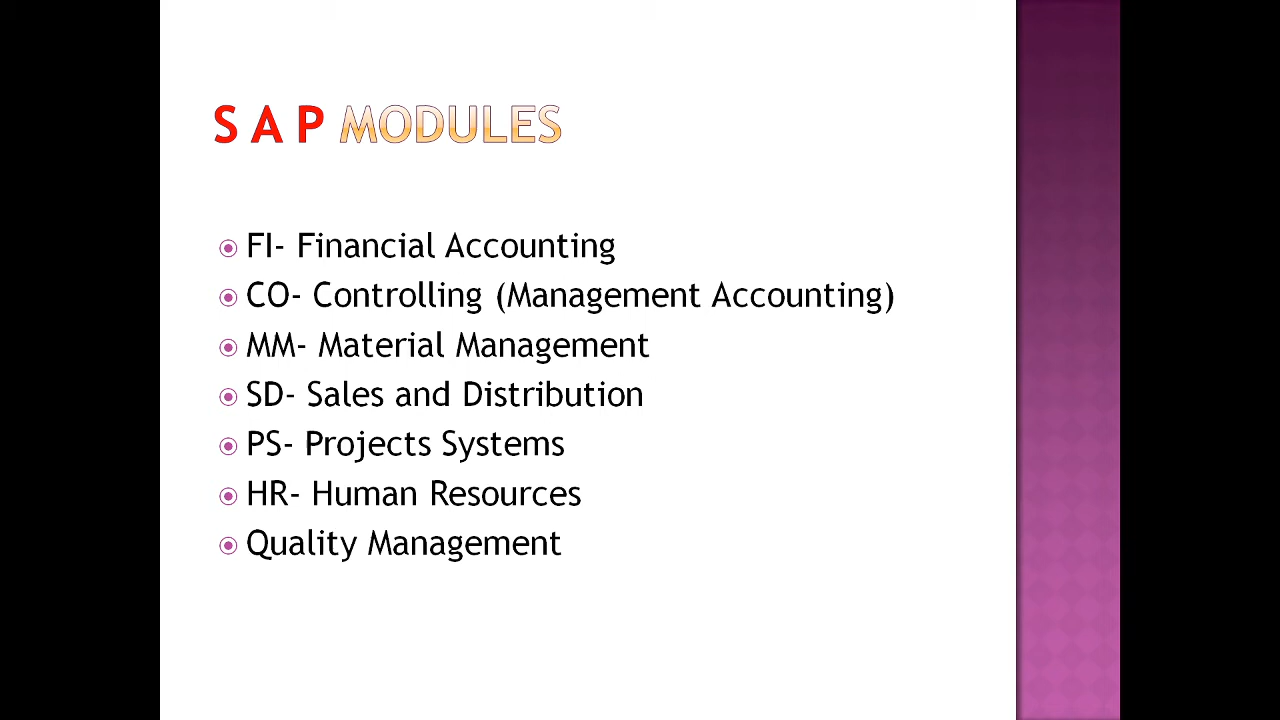 S A P MODULES
FI- Financial Accounting
CO- Controlling (Management Accounting)
MM- Material Management
SD- Sales and Distribution
PS- Projects Systems
HR- Human Resources
Quality Management